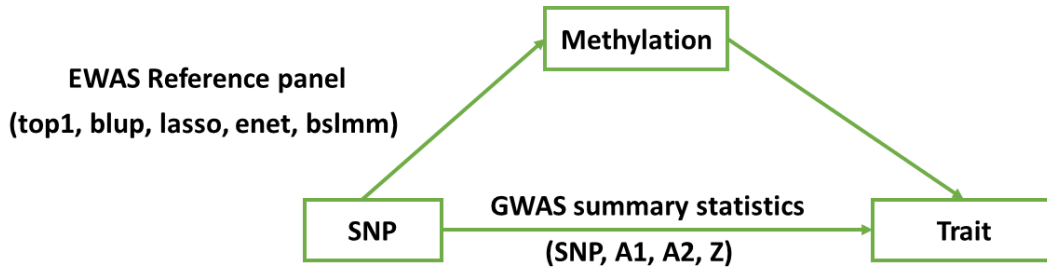 Methylation
EWAS Reference panel
(top1, blup, lasso, enet, bslmm)
SNP
GWAS summary statistics
(SNP, A1, A2, Z)
Trait